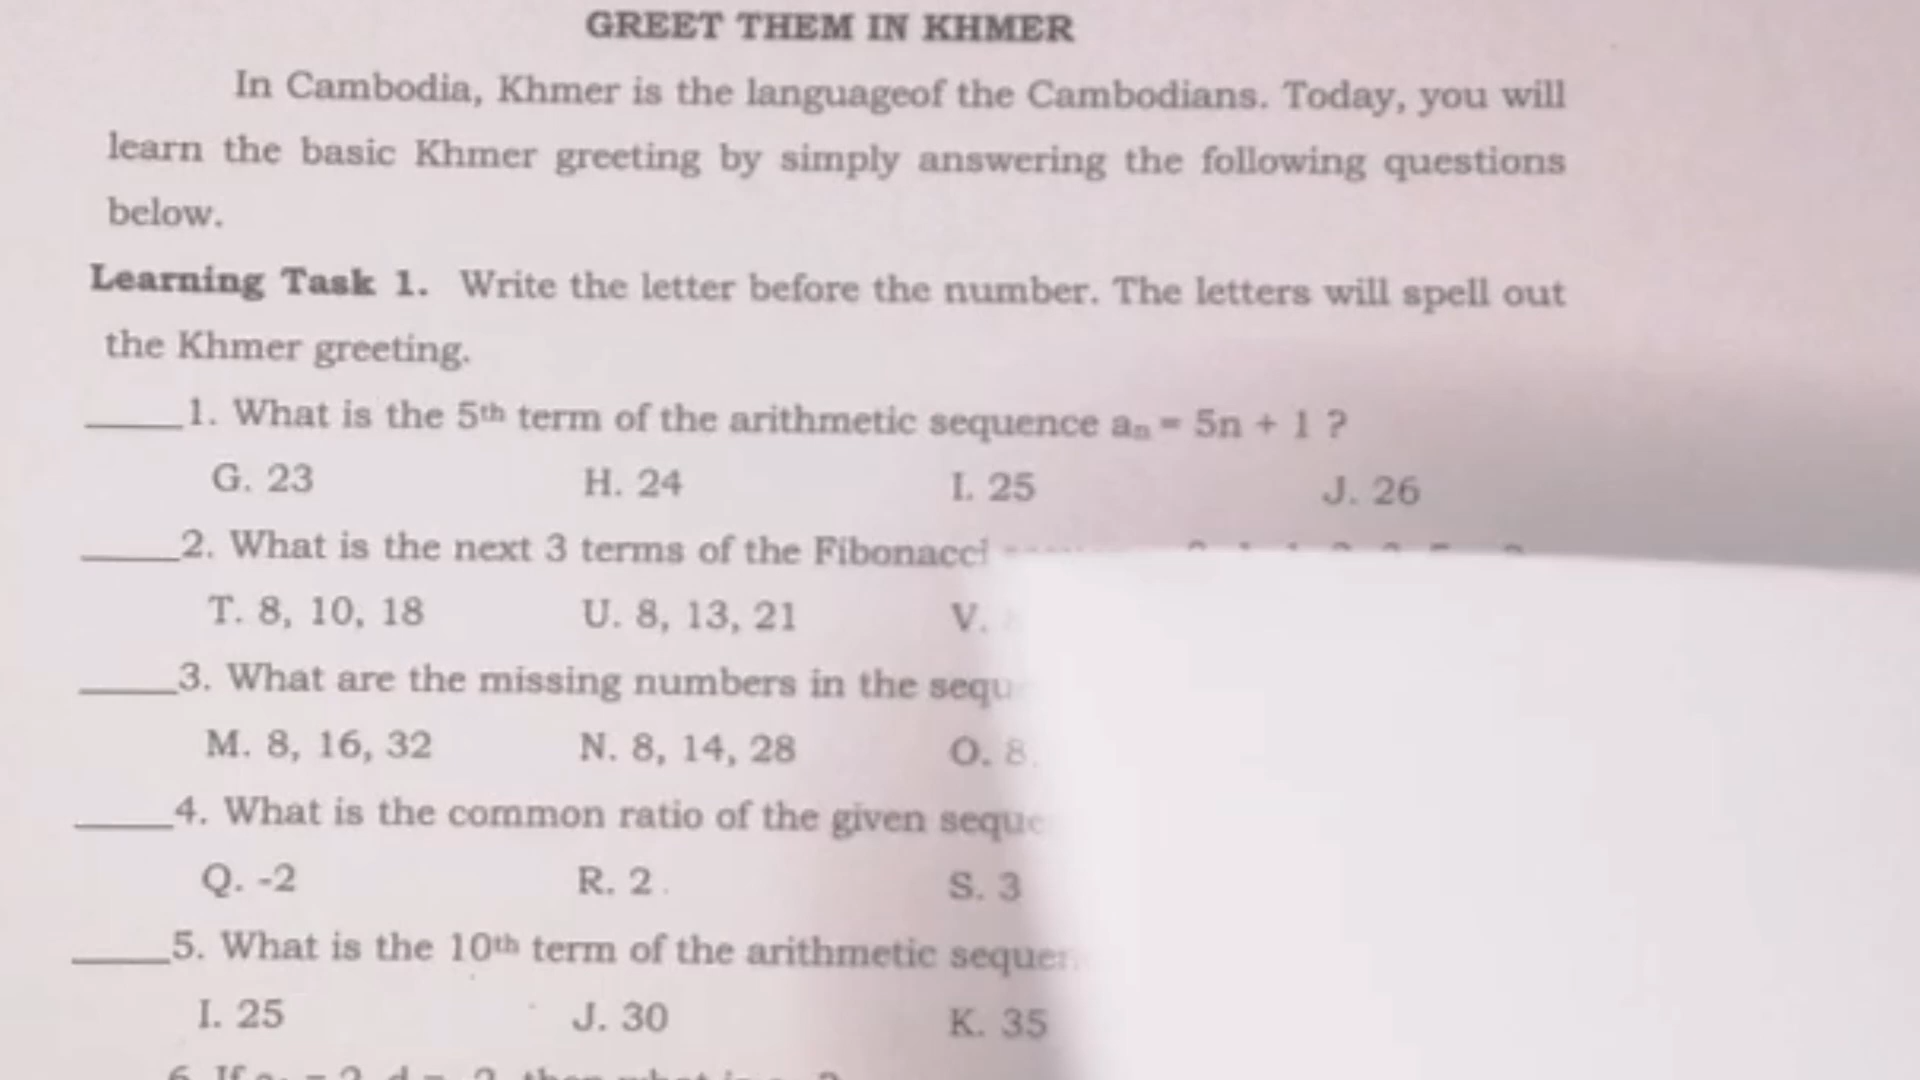 GREET THEM IN KHMER
In Cambodia, Khmer is the languageof the Cambodians. Today, you will
learn the basic Khmer greeting by simply answering the following questions
below.
Learning Task 1. Write the letter before the number. The letters will spell out
the Khmer greeting.
_____1. What is the 5th term of the arithmetic sequence aₙ = 5n + 1 ?
G. 23 H. 24 I. 25 J. 26
_____2. What is the next 3 terms of the Fibonacci
T. 8, 10, 18 U. 8, 13, 21 V.
_____3. What are the missing numbers in the
M. 8, 16, 32 N. 8, 14, 28 O. 8,
_____4. What is the common ratio of the given
Q. -2 R. 2 S. 3
_____5. What is the 10th term of the arithmetic
I. 25 J. 30 K. 35